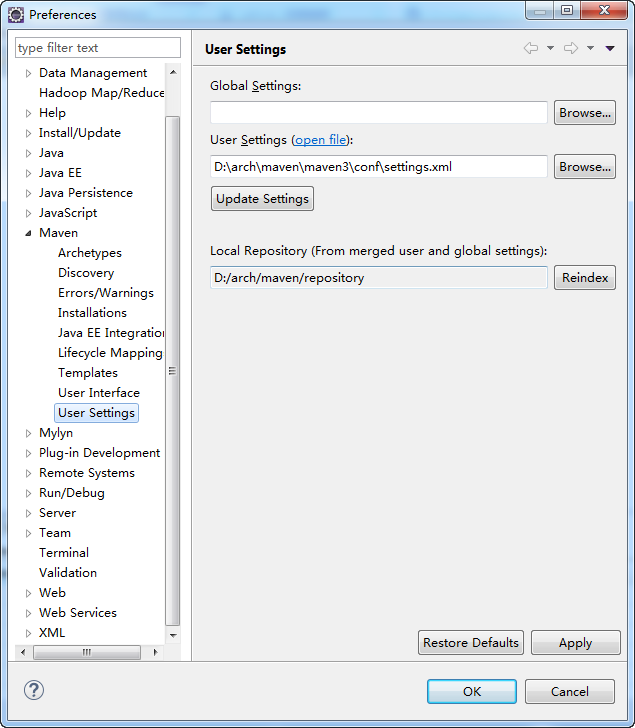 Preferences
type filter text
Data Management
Hadoop Map/Reduce
Help
Install/Update
Java
Java EE
Java Persistence
JavaScript
Maven
Archetypes
Discovery
Errors/Warnings
Installations
Java EE Integration
Lifecycle Mapping
Templates
User Interface
User Settings
Mylyn
Plug-in Development
Remote Systems
Run/Debug
Server
Team
Terminal
Validation
Web
Web Services
XML
User Settings
Global Settings:
Browse...
User Settings (open file):
D:\arch\maven\maven3\conf\settings.xml
Browse...
Update Settings
Local Repository (From merged user and global settings):
D:/arch/maven/repository
Reindex
Restore Defaults
Apply
?
OK
Cancel